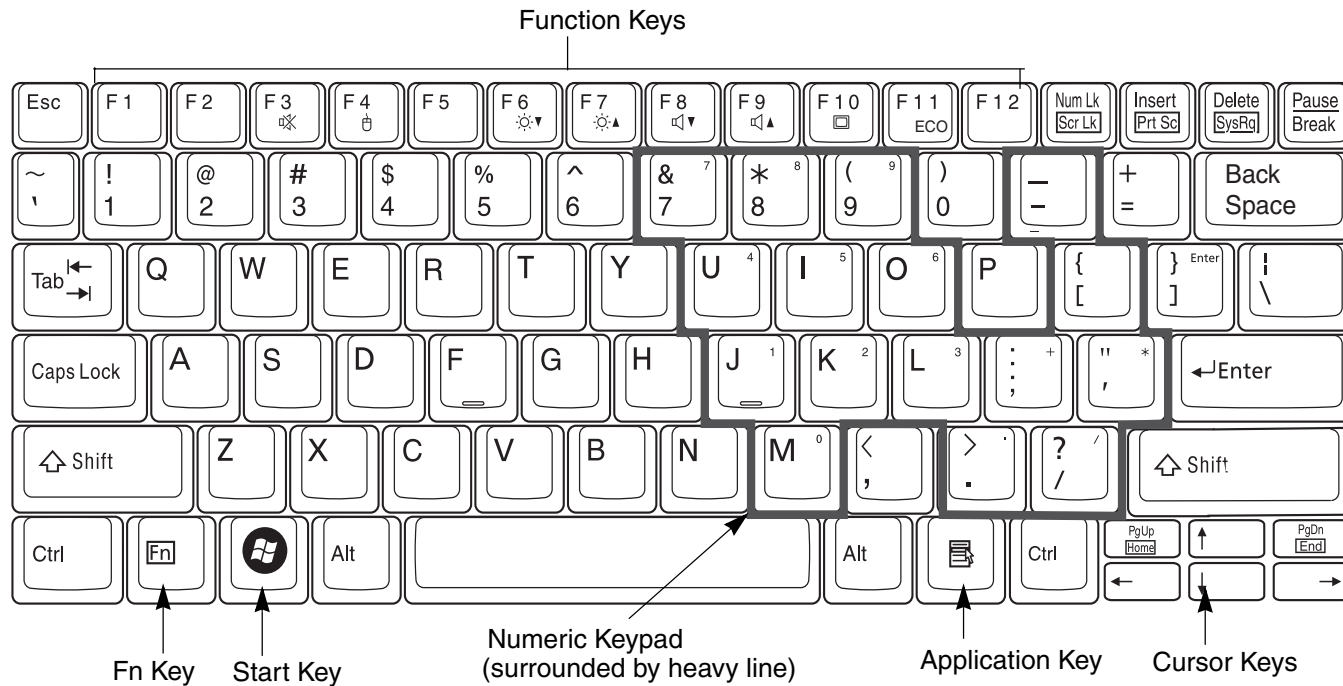 Function Keys
Esc F1 F2 F3 F4 F5 F6 F7 F8 F9 F10 F11 ECO F12 Num Lk Scr Lk Insert Prt Sc Delete SysRq Pause Break
~ ' ! 1 @ 2 # 3 $ 4 % 5 ^ 6 & 7 7 * 8 8 ( 9 9 ) 0 _ - - + = Back Space
Tab Q W E R T Y U 4 I 5 O 6 P { [ } ] Enter ¦ \
Caps Lock A S D F G H J 1 K 2 L 3 : ; + " ' * Enter
Shift Z X C V B N M 0 < , > . . ? / / Shift
Ctrl Fn Alt Alt Ctrl PgUp Home ↑ PgDn End
← ↓ →
Fn Key Start Key Numeric Keypad (surrounded by heavy line) Application Key Cursor Keys